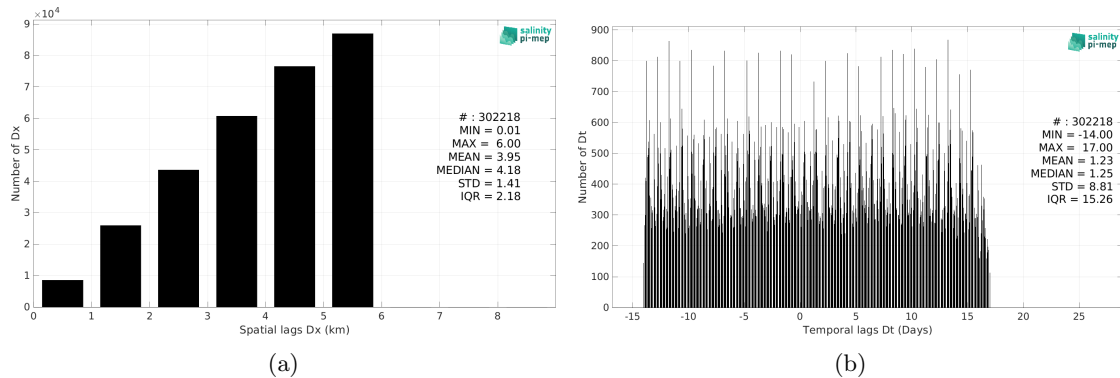 ×10⁴
9
8
7
6
5
4
3
2
1
0
Number of Dx
0 1 2 3 4 5 6 7 8
Spatial lags Dx (km)
salinity
pi-mep
# : 302218
MIN = 0.01
MAX = 6.00
MEAN = 3.95
MEDIAN = 4.18
STD = 1.41
IQR = 2.18
(a)
900
800
700
600
500
400
300
200
100
0
Number of Dt
-15 -10 -5 0 5 10 15 20 25
Temporal lags Dt (Days)
salinity
pi-mep
# : 302218
MIN = -14.00
MAX = 17.00
MEAN = 1.23
MEDIAN = 1.25
STD = 8.81
IQR = 15.26
(b)